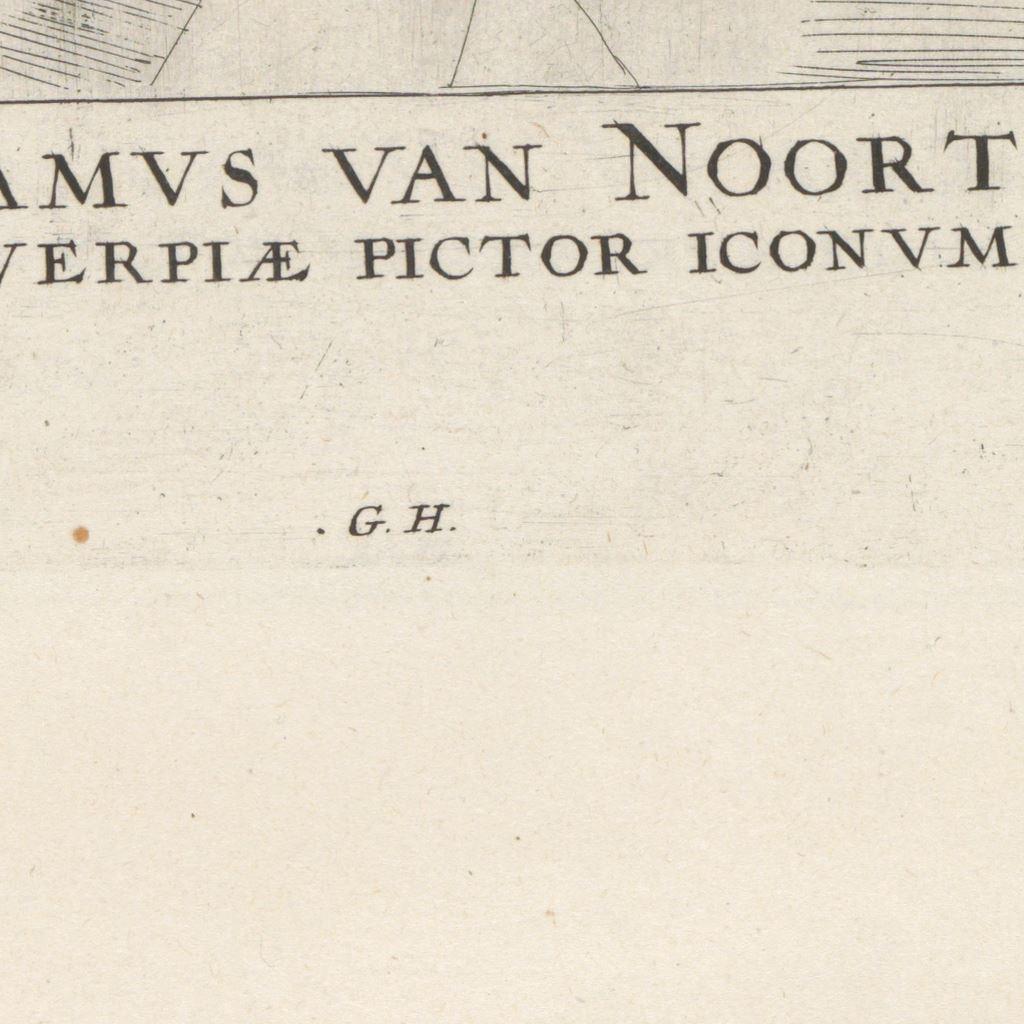 AMVS VAN NOORT
VERPIÆ PICTOR ICONVM
. G. H.